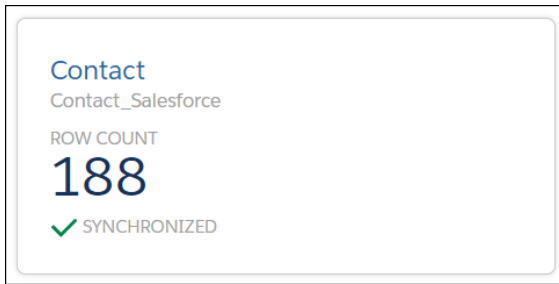 Contact
Contact_Salesforce
ROW COUNT
188
SYNCHRONIZED